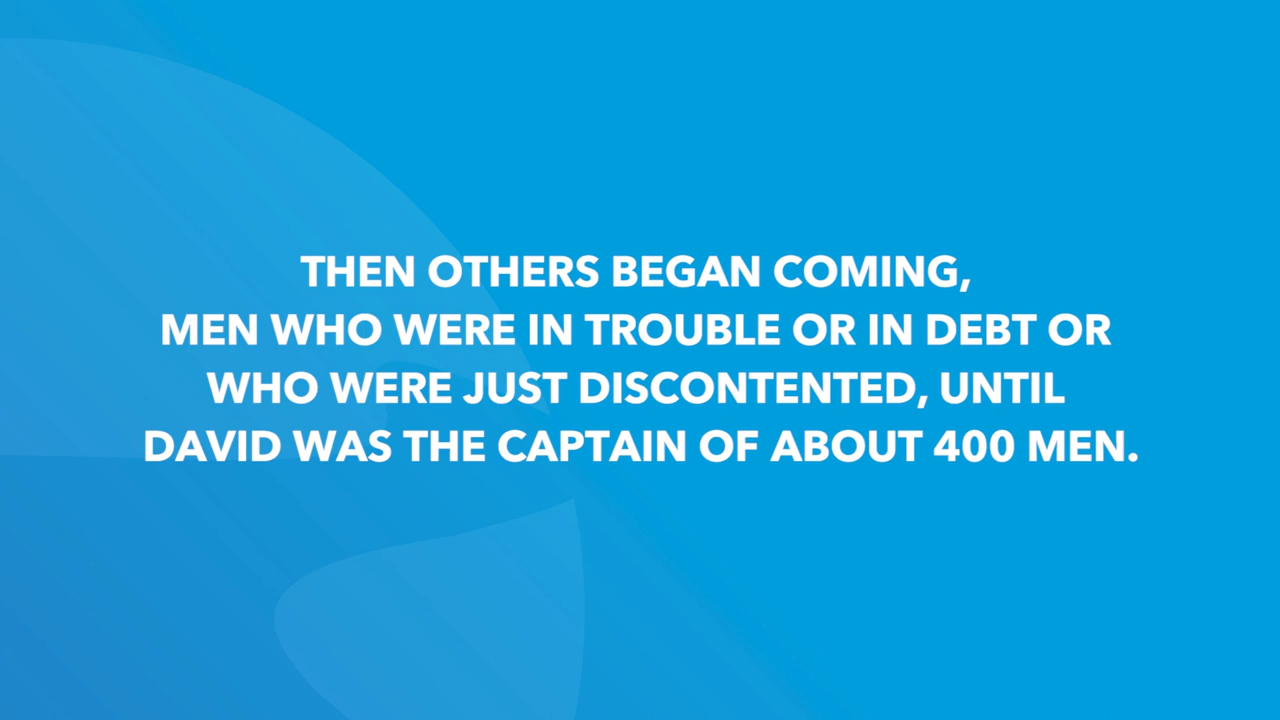 THEN OTHERS BEGAN COMING,
MEN WHO WERE IN TROUBLE OR IN DEBT OR
WHO WERE JUST DISCONTENTED, UNTIL
DAVID WAS THE CAPTAIN OF ABOUT 400 MEN.